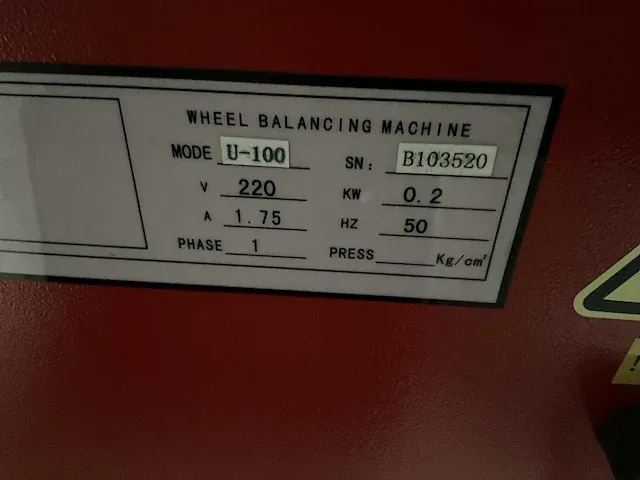 WHEEL BALANCING MACHINE
MODE U-100 SN: B103520
V 220 KW 0.2
A 1.75 HZ 50
PHASE 1 PRESS Kg/cm²
!